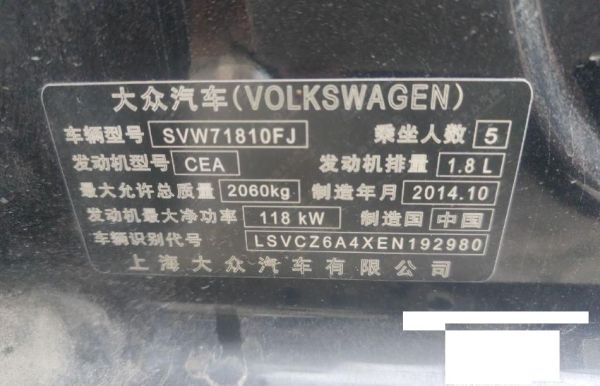 大众汽车(VOLKSWAGEN)
车辆型号 SVW71810FJ 乘坐人数 5
发动机型号 CEA 发动机排量 1.8 L
最大允许总质量 2060kg 制造年月 2014.10
发动机最大净功率 118 kW 制造国 中国
车辆识别代号 LSVCZ6A4XEN192980
上海大众汽车有限公司